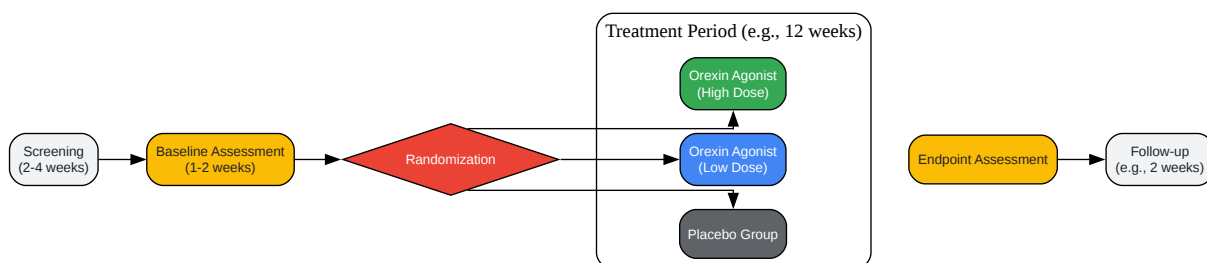 Screening
(2-4 weeks)
Baseline Assessment
(1-2 weeks)
Randomization
Treatment Period (e.g., 12 weeks)
Orexin Agonist
(High Dose)
Orexin Agonist
(Low Dose)
Placebo Group
Endpoint Assessment
Follow-up
(e.g., 2 weeks)